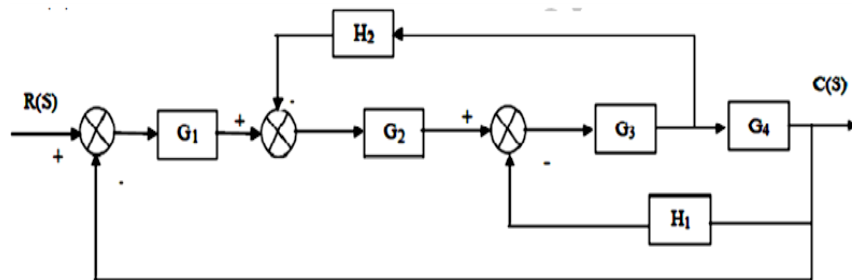 H₂
R(S)
C(S)
+
-
G₁
+
-
G₂
+
-
G₃
G₄
H₁